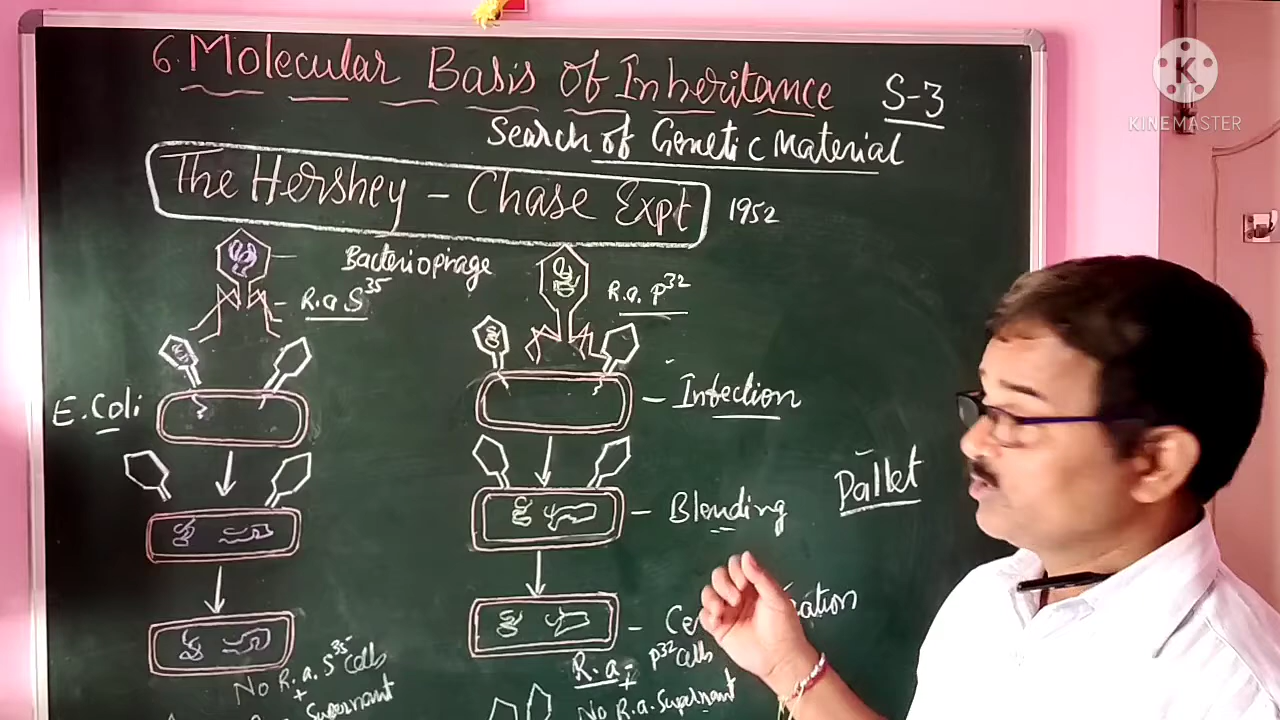 6. Molecular Basis of Inheritance S-3
Search of Genetic Material
The Hershey - Chase Expt 1952
Bacteriophage
R.a S35
R.a. P32
E. Coli
Infection
Blending
Pallet
No R.a. S35 Cells
+
Supernant
R.a. P32 Cells
+
No R.a. Supernant
K
KINEMASTER